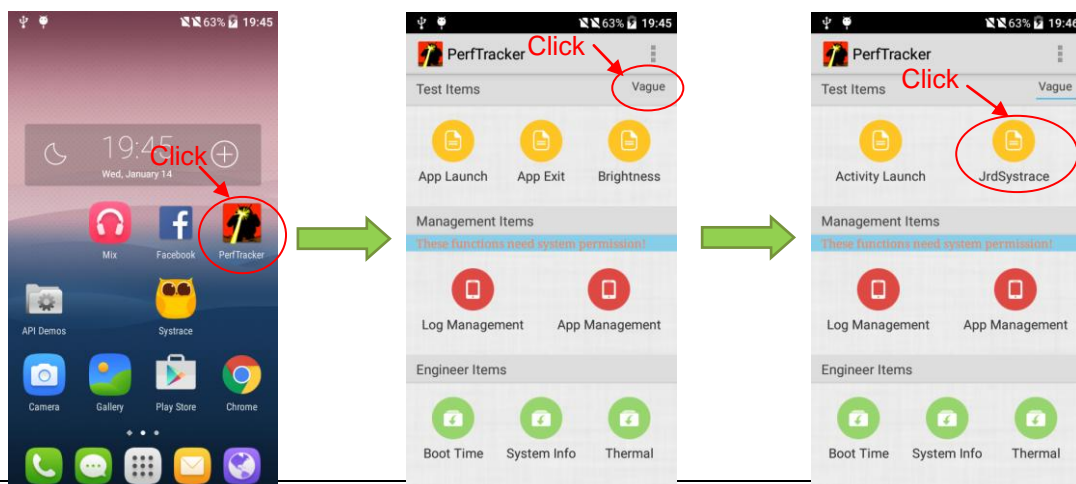 63% 19:45
19:45
Wed, January 14
Click
Mix Facebook PerfTracker
API Demos Systrace
Camera Gallery Play Store Chrome
63% 19:45
PerfTracker
Click
Test Items Vague
App Launch App Exit Brightness
Management Items
These functions need system permission!
Log Management App Management
Engineer Items
Boot Time System Info Thermal
63% 19:46
PerfTracker
Click
Test Items Vague
Activity Launch JrdSystrace
Management Items
These functions need system permission!
Log Management App Management
Engineer Items
Boot Time System Info Thermal